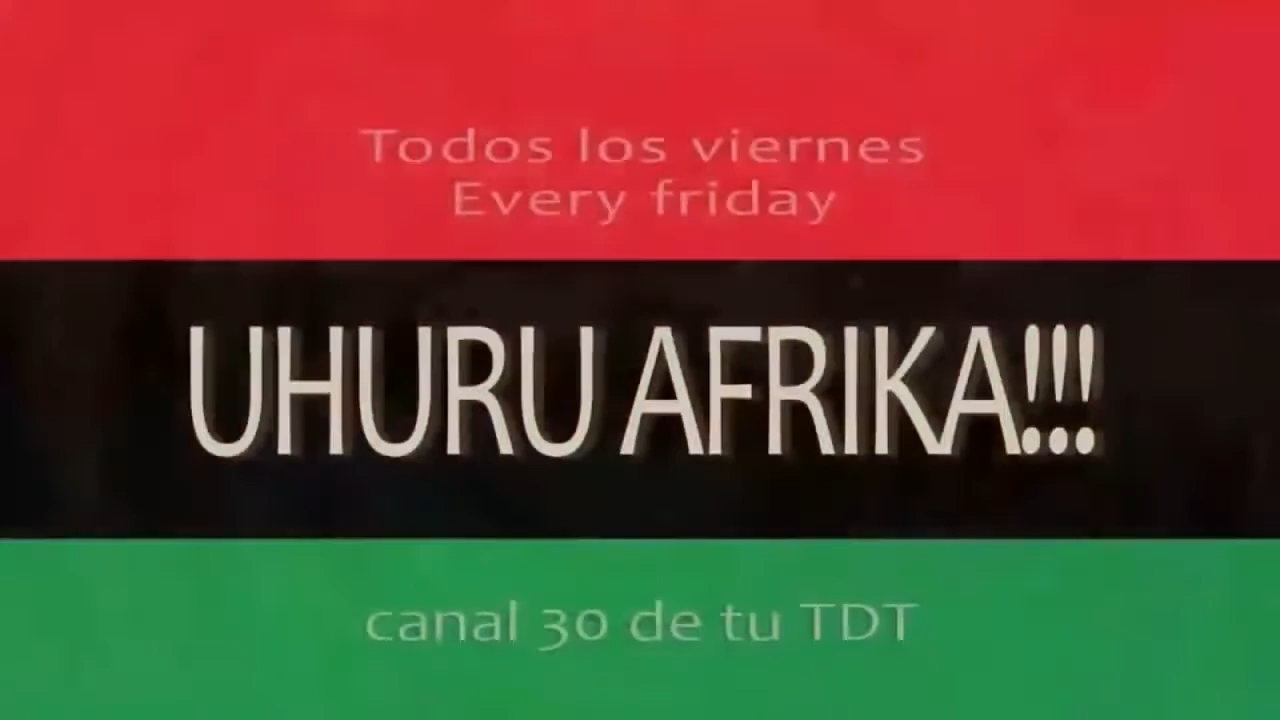 Todos los viernes
Every friday
UHURU AFRIKA!!!
canal 30 de tu TDT